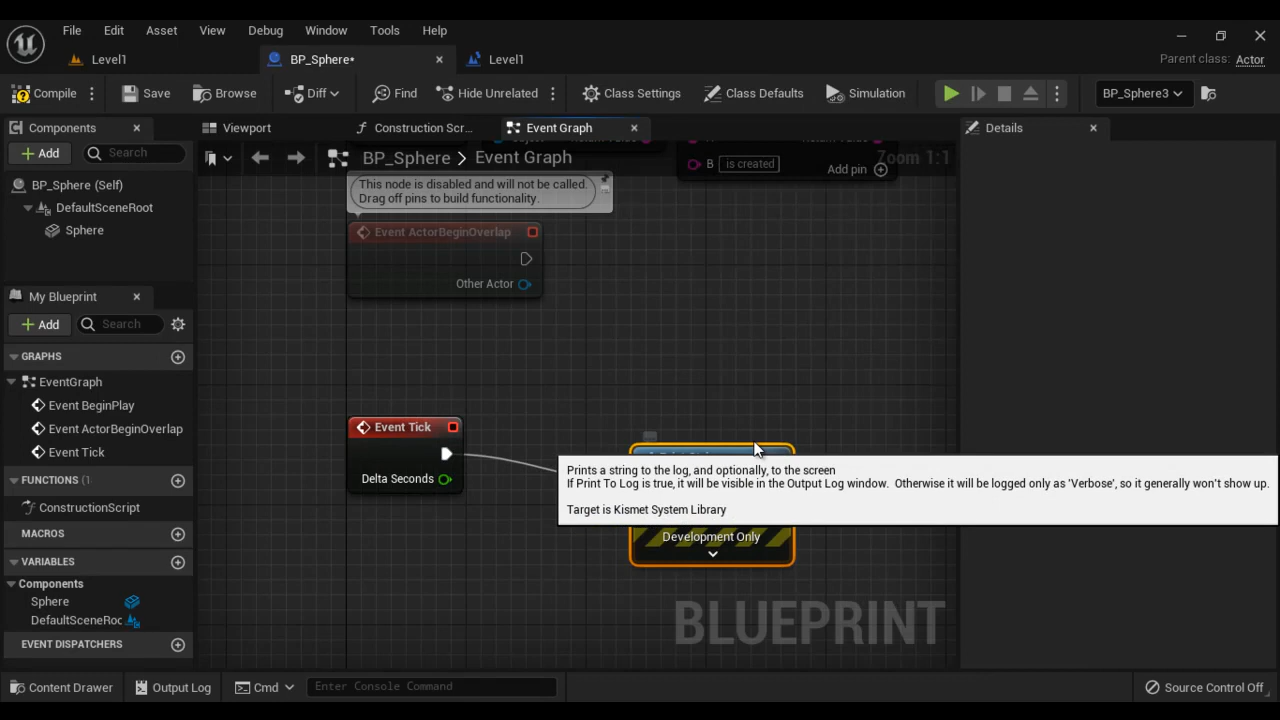 File Edit Asset View Debug Window Tools Help
Level1 BP_Sphere* Level1 Parent class: Actor
Compile Save Browse Diff Find Hide Unrelated Class Settings Class Defaults Simulation BP_Sphere3
Components Viewport Construction Scr... Event Graph Details
Add Search
BP_Sphere > Event Graph Zoom 1:1
B is created Add pin
BP_Sphere (Self)
DefaultSceneRoot
Sphere
This node is disabled and will not be called.
Drag off pins to build functionality.
Event ActorBeginOverlap
Other Actor
My Blueprint
Add Search
GRAPHS
EventGraph
Event BeginPlay
Event ActorBeginOverlap
Event Tick
FUNCTIONS (1
ConstructionScript
MACROS
VARIABLES
Components
Sphere
DefaultSceneRoo
EVENT DISPATCHERS
Event Tick
Delta Seconds
Prints a string to the log, and optionally, to the screen
If Print To Log is true, it will be visible in the Output Log window. Otherwise it will be logged only as 'Verbose', so it generally won't show up.
Target is Kismet System Library
Development Only
BLUEPRINT
Content Drawer Output Log Cmd Enter Console Command Source Control Off